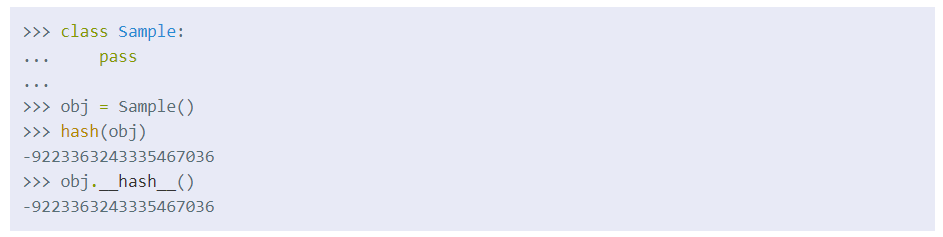 >>> class Sample:
...     pass
...
>>> obj = Sample()
>>> hash(obj)
-9223363243335467036
>>> obj.__hash__()
-9223363243335467036